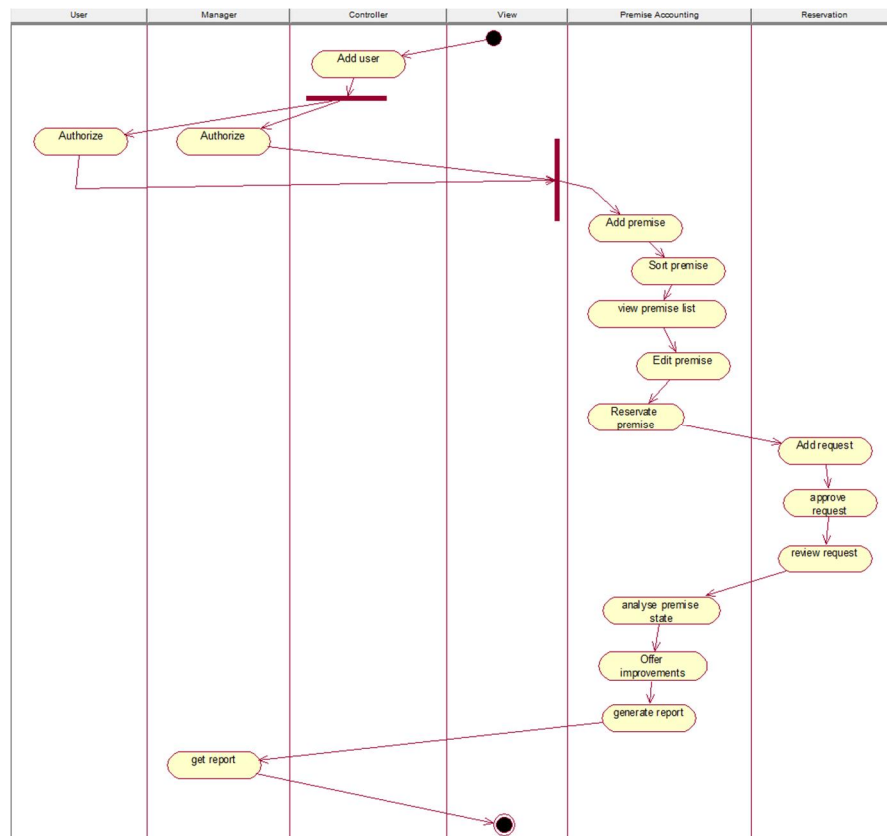 User Manager Controller View Premise Accounting Reservation
Add user
Authorize
Authorize
Add premise
Sort premise
view premise list
Edit premise
Reservate
premise
Add request
approve
request
review request
analyse premise
state
Offer
improvements
generate report
get report